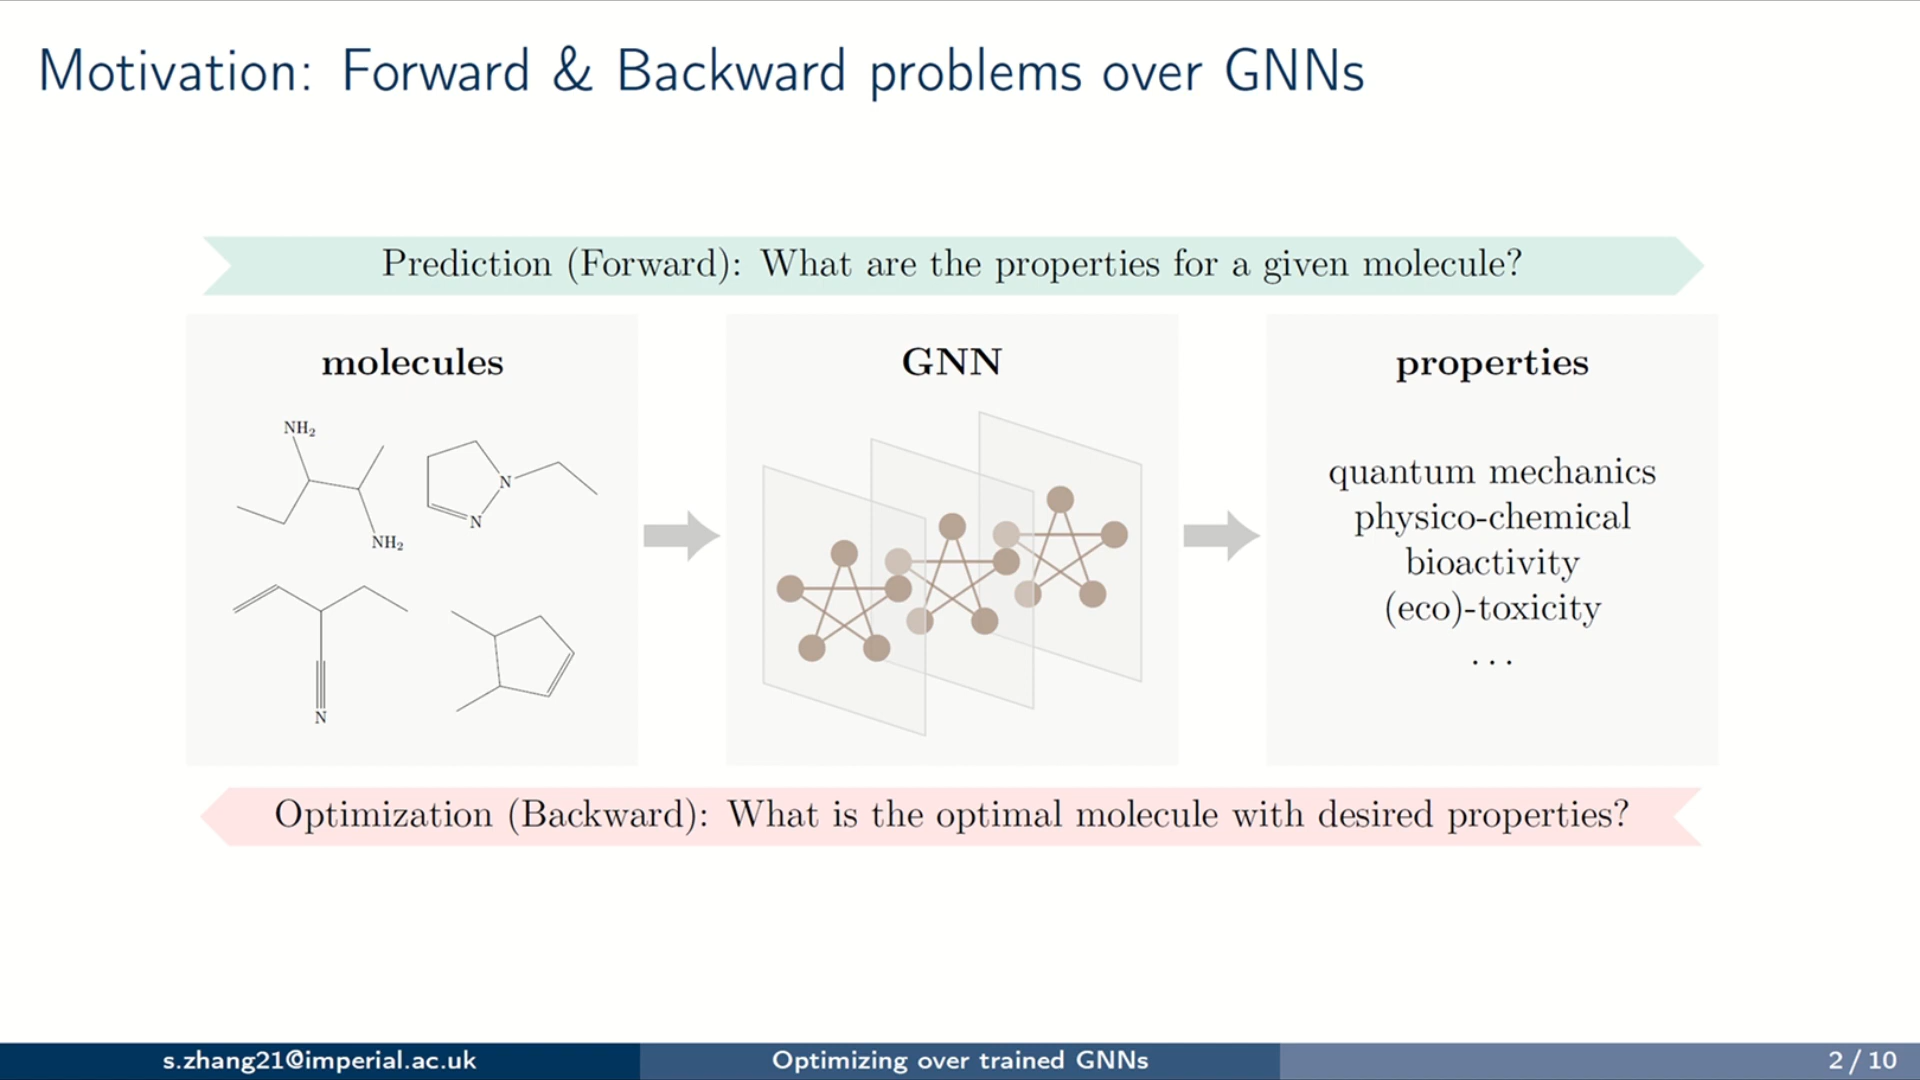 Motivation: Forward & Backward problems over GNNs
Prediction (Forward): What are the properties for a given molecule?
molecules
NH₂
N
N
NH₂
N
GNN
properties
quantum mechanics
physico-chemical
bioactivity
(eco)-toxicity
...
Optimization (Backward): What is the optimal molecule with desired properties?
s.zhang21@imperial.ac.uk
Optimizing over trained GNNs
2 / 10